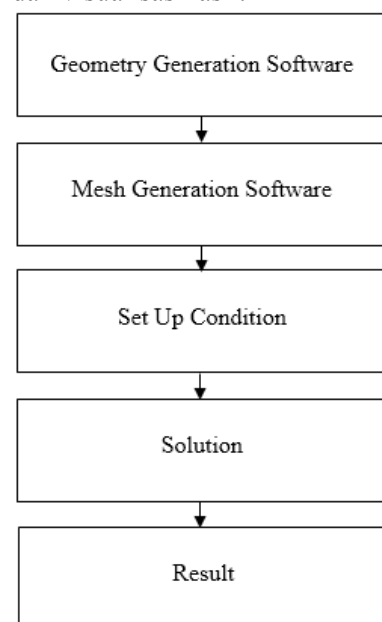 Geometry Generation Software
Mesh Generation Software
Set Up Condition
Solution
Result